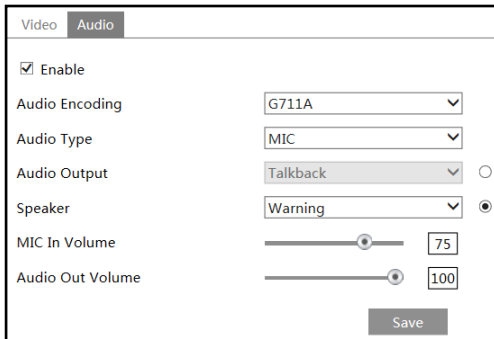 Video Audio
Enable
Audio Encoding G711A
Audio Type MIC
Audio Output Talkback
Speaker Warning
MIC In Volume 75
Audio Out Volume 100
Save